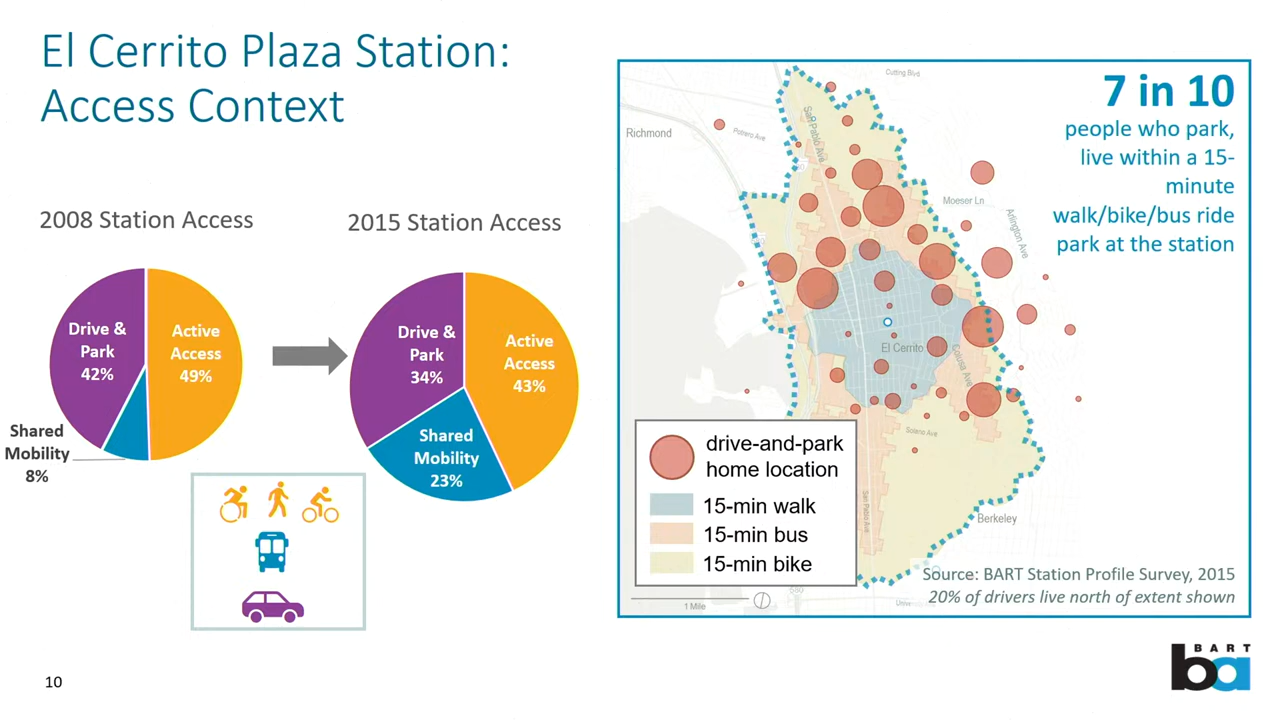 El Cerrito Plaza Station:
Access Context
2008 Station Access
Drive &
Park
42%
Active
Access
49%
Shared
Mobility
8%
2015 Station Access
Drive &
Park
34%
Active
Access
43%
Shared
Mobility
23%
7 in 10
people who park,
live within a 15-
minute
walk/bike/bus ride
park at the station
Cutting Blvd
Richmond
Potrero Ave
San Pablo Ave
Moeser Ln
Arlington Ave
El Cerrito
Colusa Ave
Solano Ave
San Pablo Ave
Berkeley
drive-and-park
home location
15-min walk
15-min bus
15-min bike
1 Mile
580
Source: BART Station Profile Survey, 2015
20% of drivers live north of extent shown
10
BART
ba